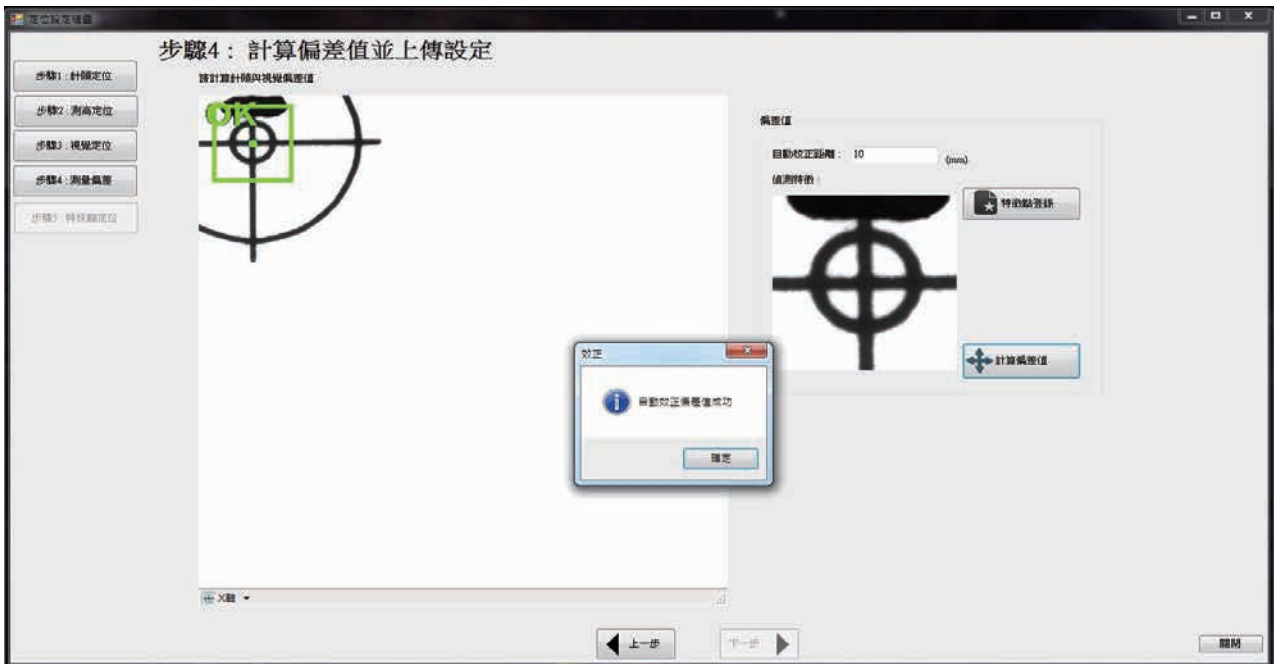 定位設定精靈
步驟4：計算偏差值並上傳設定
步驟1：針頭定位
步驟2：測高定位
步驟3：視覺定位
步驟4：測量偏差
步驟5：特殊點定位
請計算針頭與視覺偏差值
OK
偏差值
自動校正距離： 10 (mm)
偵測特徵：
特徵點登錄
計算偏差值
效正
自動效正偏差值成功
確定
X軸
上一步
下一步
關閉